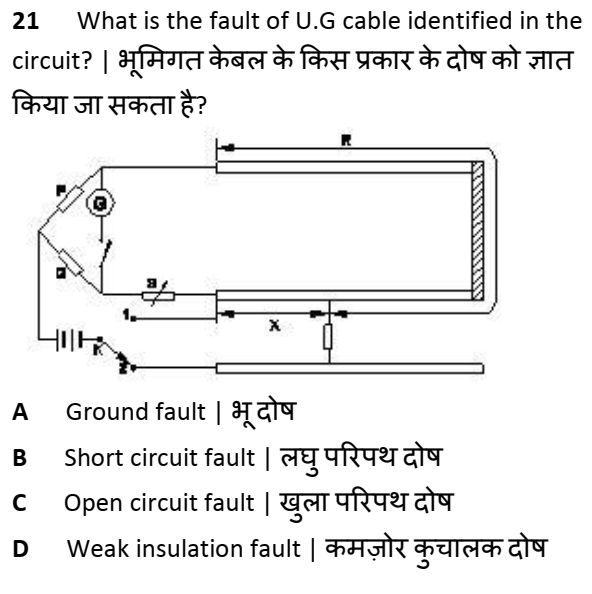 21 What is the fault of U.G cable identified in the
circuit? | भूमिगत केबल के किस प्रकार के दोष को ज्ञात
किया जा सकता है?
R
P
G
Q
S
1
X
K
2
A Ground fault | भू दोष
B Short circuit fault | लघु परिपथ दोष
C Open circuit fault | खुला परिपथ दोष
D Weak insulation fault | कमज़ोर कुचालक दोष